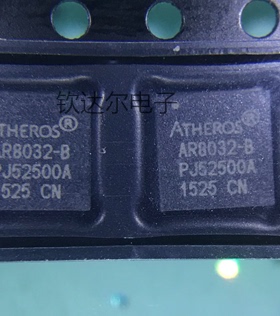 钦达尔电子
ATHEROS®
AR8032-B
PJ52500A
1525 CN
ATHEROS
AR8032-B
PJ52500A
1525 CN